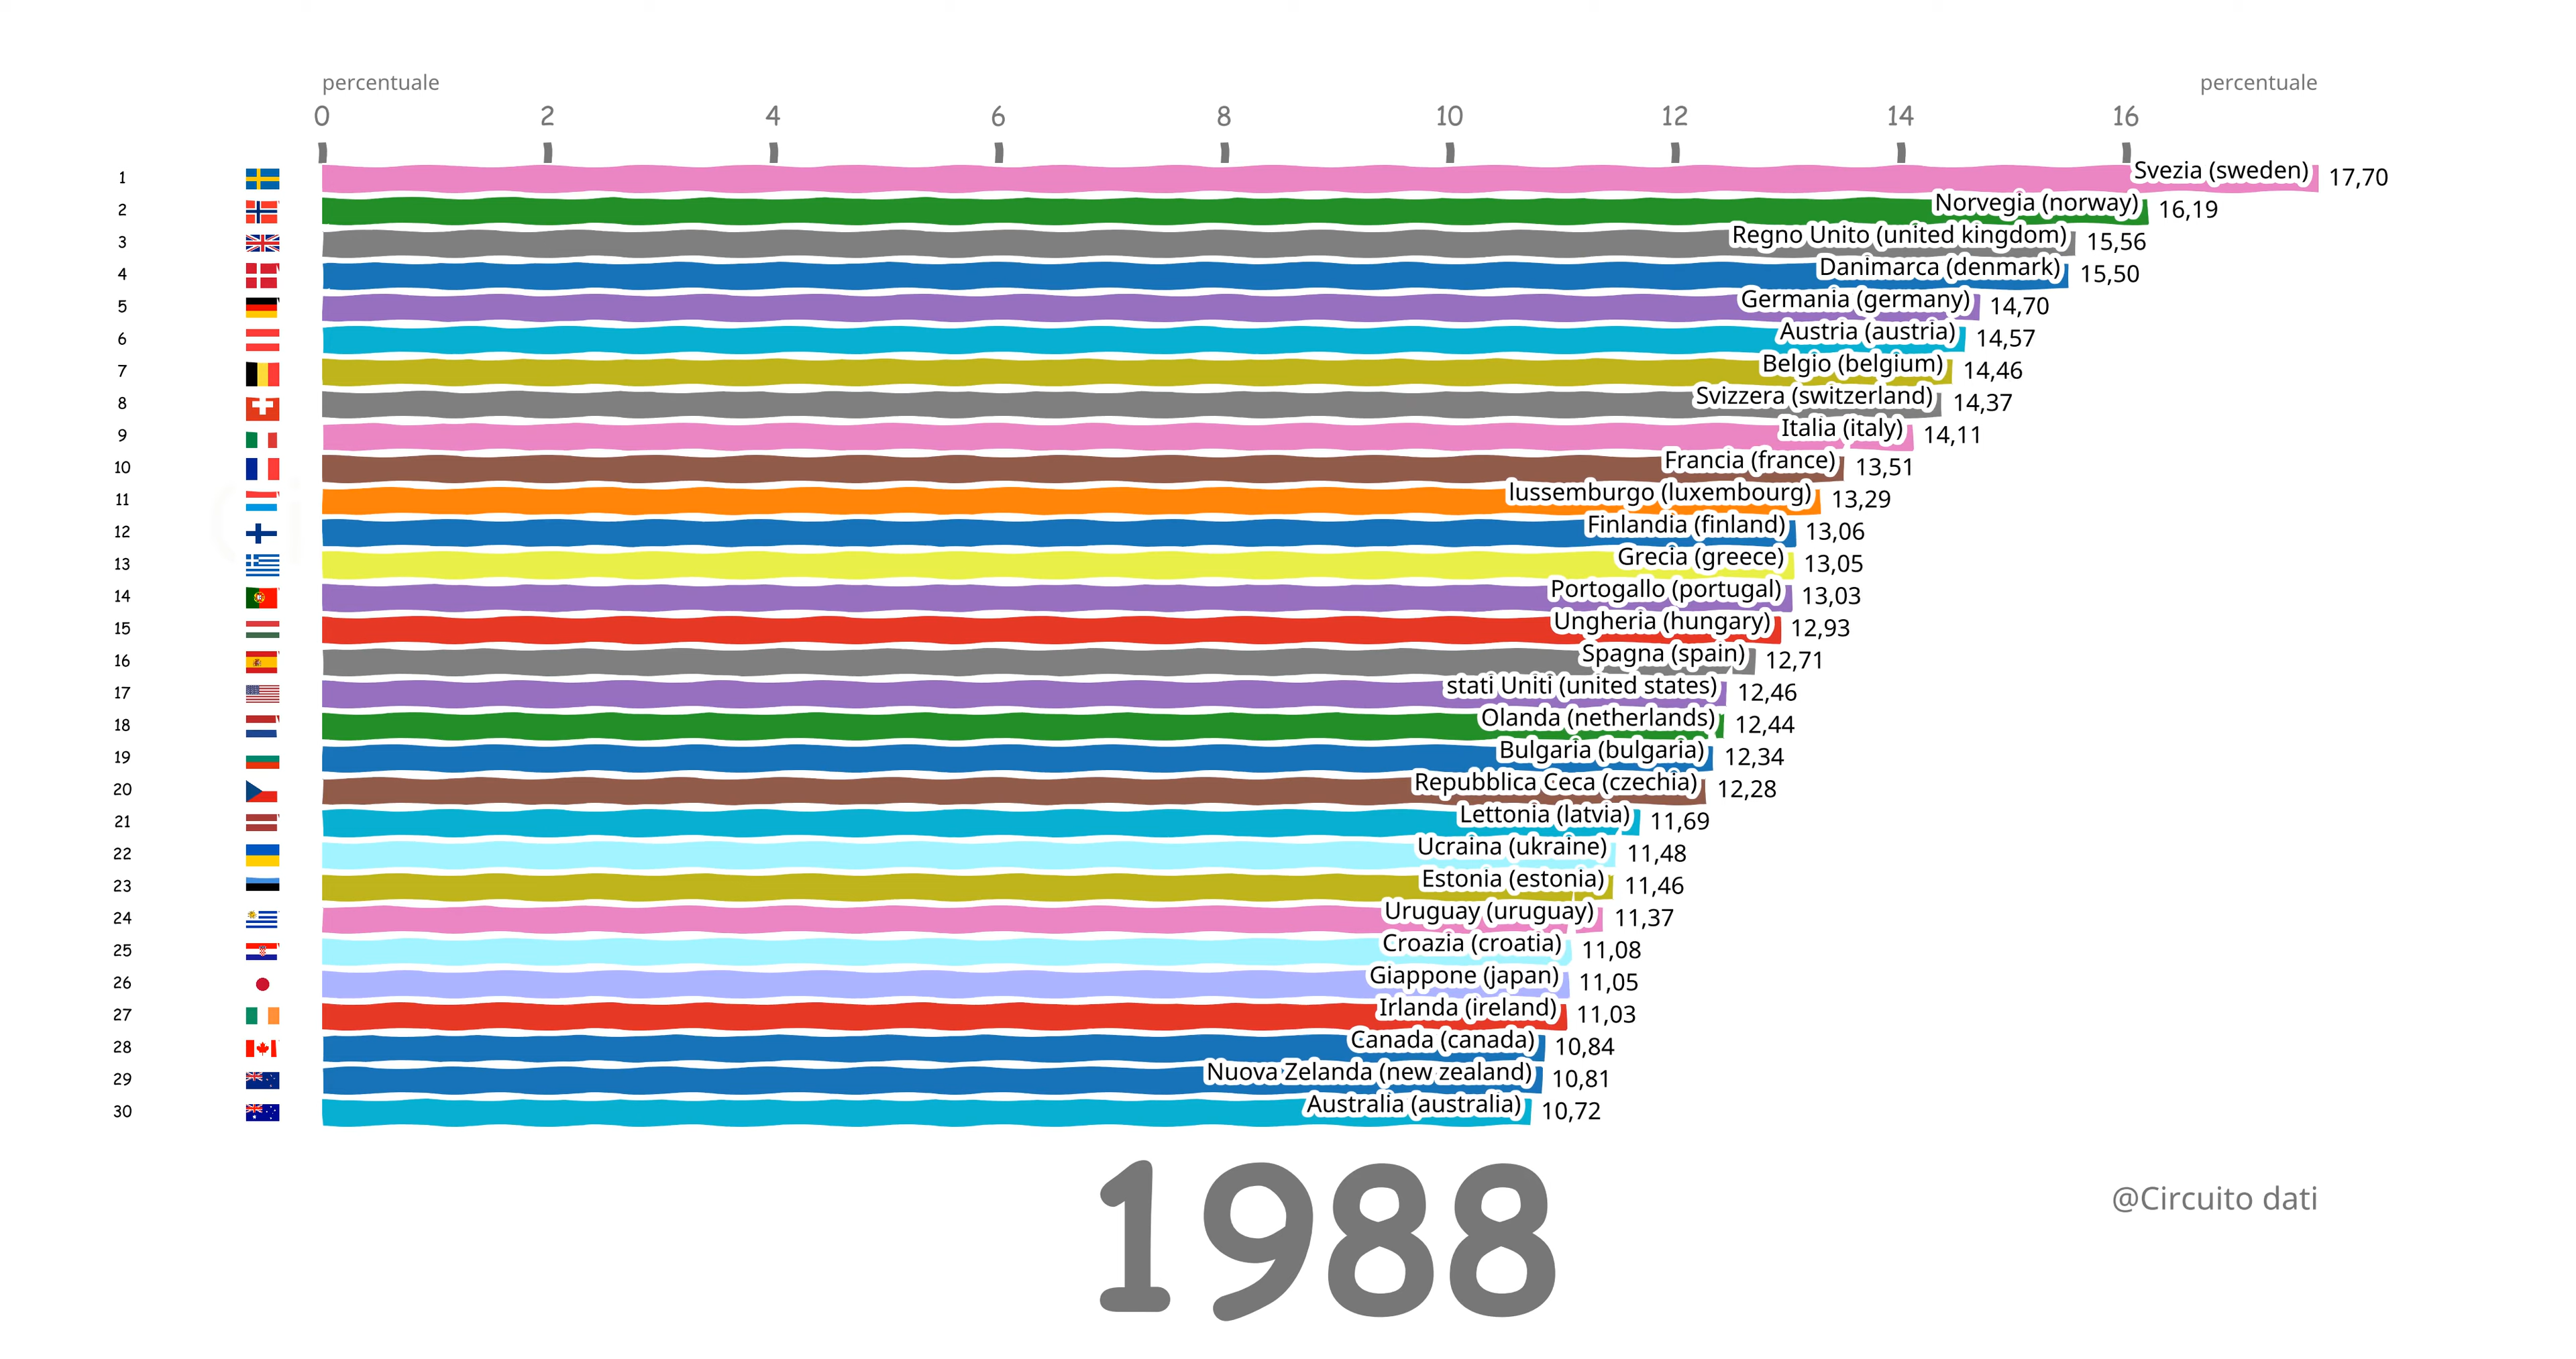 percentuale percentuale
0 2 4 6 8 10 12 14 16
1 Svezia (sweden) 17,70
2 Norvegia (norway) 16,19
3 Regno Unito (united kingdom) 15,56
4 Danimarca (denmark) 15,50
5 Germania (germany) 14,70
6 Austria (austria) 14,57
7 Belgio (belgium) 14,46
8 Svizzera (switzerland) 14,37
9 Italia (italy) 14,11
10 Francia (france) 13,51
11 lussemburgo (luxembourg) 13,29
12 Finlandia (finland) 13,06
13 Grecia (greece) 13,05
14 Portogallo (portugal) 13,03
15 Ungheria (hungary) 12,93
16 Spagna (spain) 12,71
17 stati Uniti (united states) 12,46
18 Olanda (netherlands) 12,44
19 Bulgaria (bulgaria) 12,34
20 Repubblica Ceca (czechia) 12,28
21 Lettonia (latvia) 11,69
22 Ucraina (ukraine) 11,48
23 Estonia (estonia) 11,46
24 Uruguay (uruguay) 11,37
25 Croazia (croatia) 11,08
26 Giappone (japan) 11,05
27 Irlanda (ireland) 11,03
28 Canada (canada) 10,84
29 Nuova Zelanda (new zealand) 10,81
30 Australia (australia) 10,72
1988
@Circuito dati